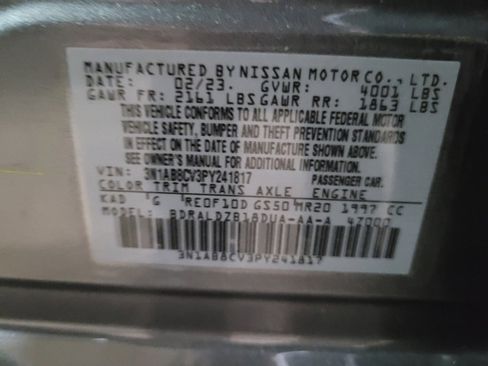 MANUFACTURED BY NISSAN MOTOR CO., LTD.
DATE: 02/23. GVWR: 4001 LBS
GAWR FR: 2161 LBS GAWR RR: 1863 LBS
THIS VEHICLE CONFORMS TO ALL APPLICABLE FEDERAL MOTOR
VEHICLE SAFETY, BUMPER AND THEFT PREVENTION STANDARDS
IN EFFECT ON THE DATE OF MANUFACTURE SHOWN ABOVE.
SEE OWNER'S MANUAL FOR ADDITIONAL INFORMATION.
VIN: 3N1AB8CV3PY241817 PASSENGER CAR.
COLOR TRIM TRANS AXLE ENGINE
KAD G RE0F10D GS50 MR20 1997 CC
MODEL: BDRALDZB18DUA-AA-A 47000
3N1AB8CV3PY241817